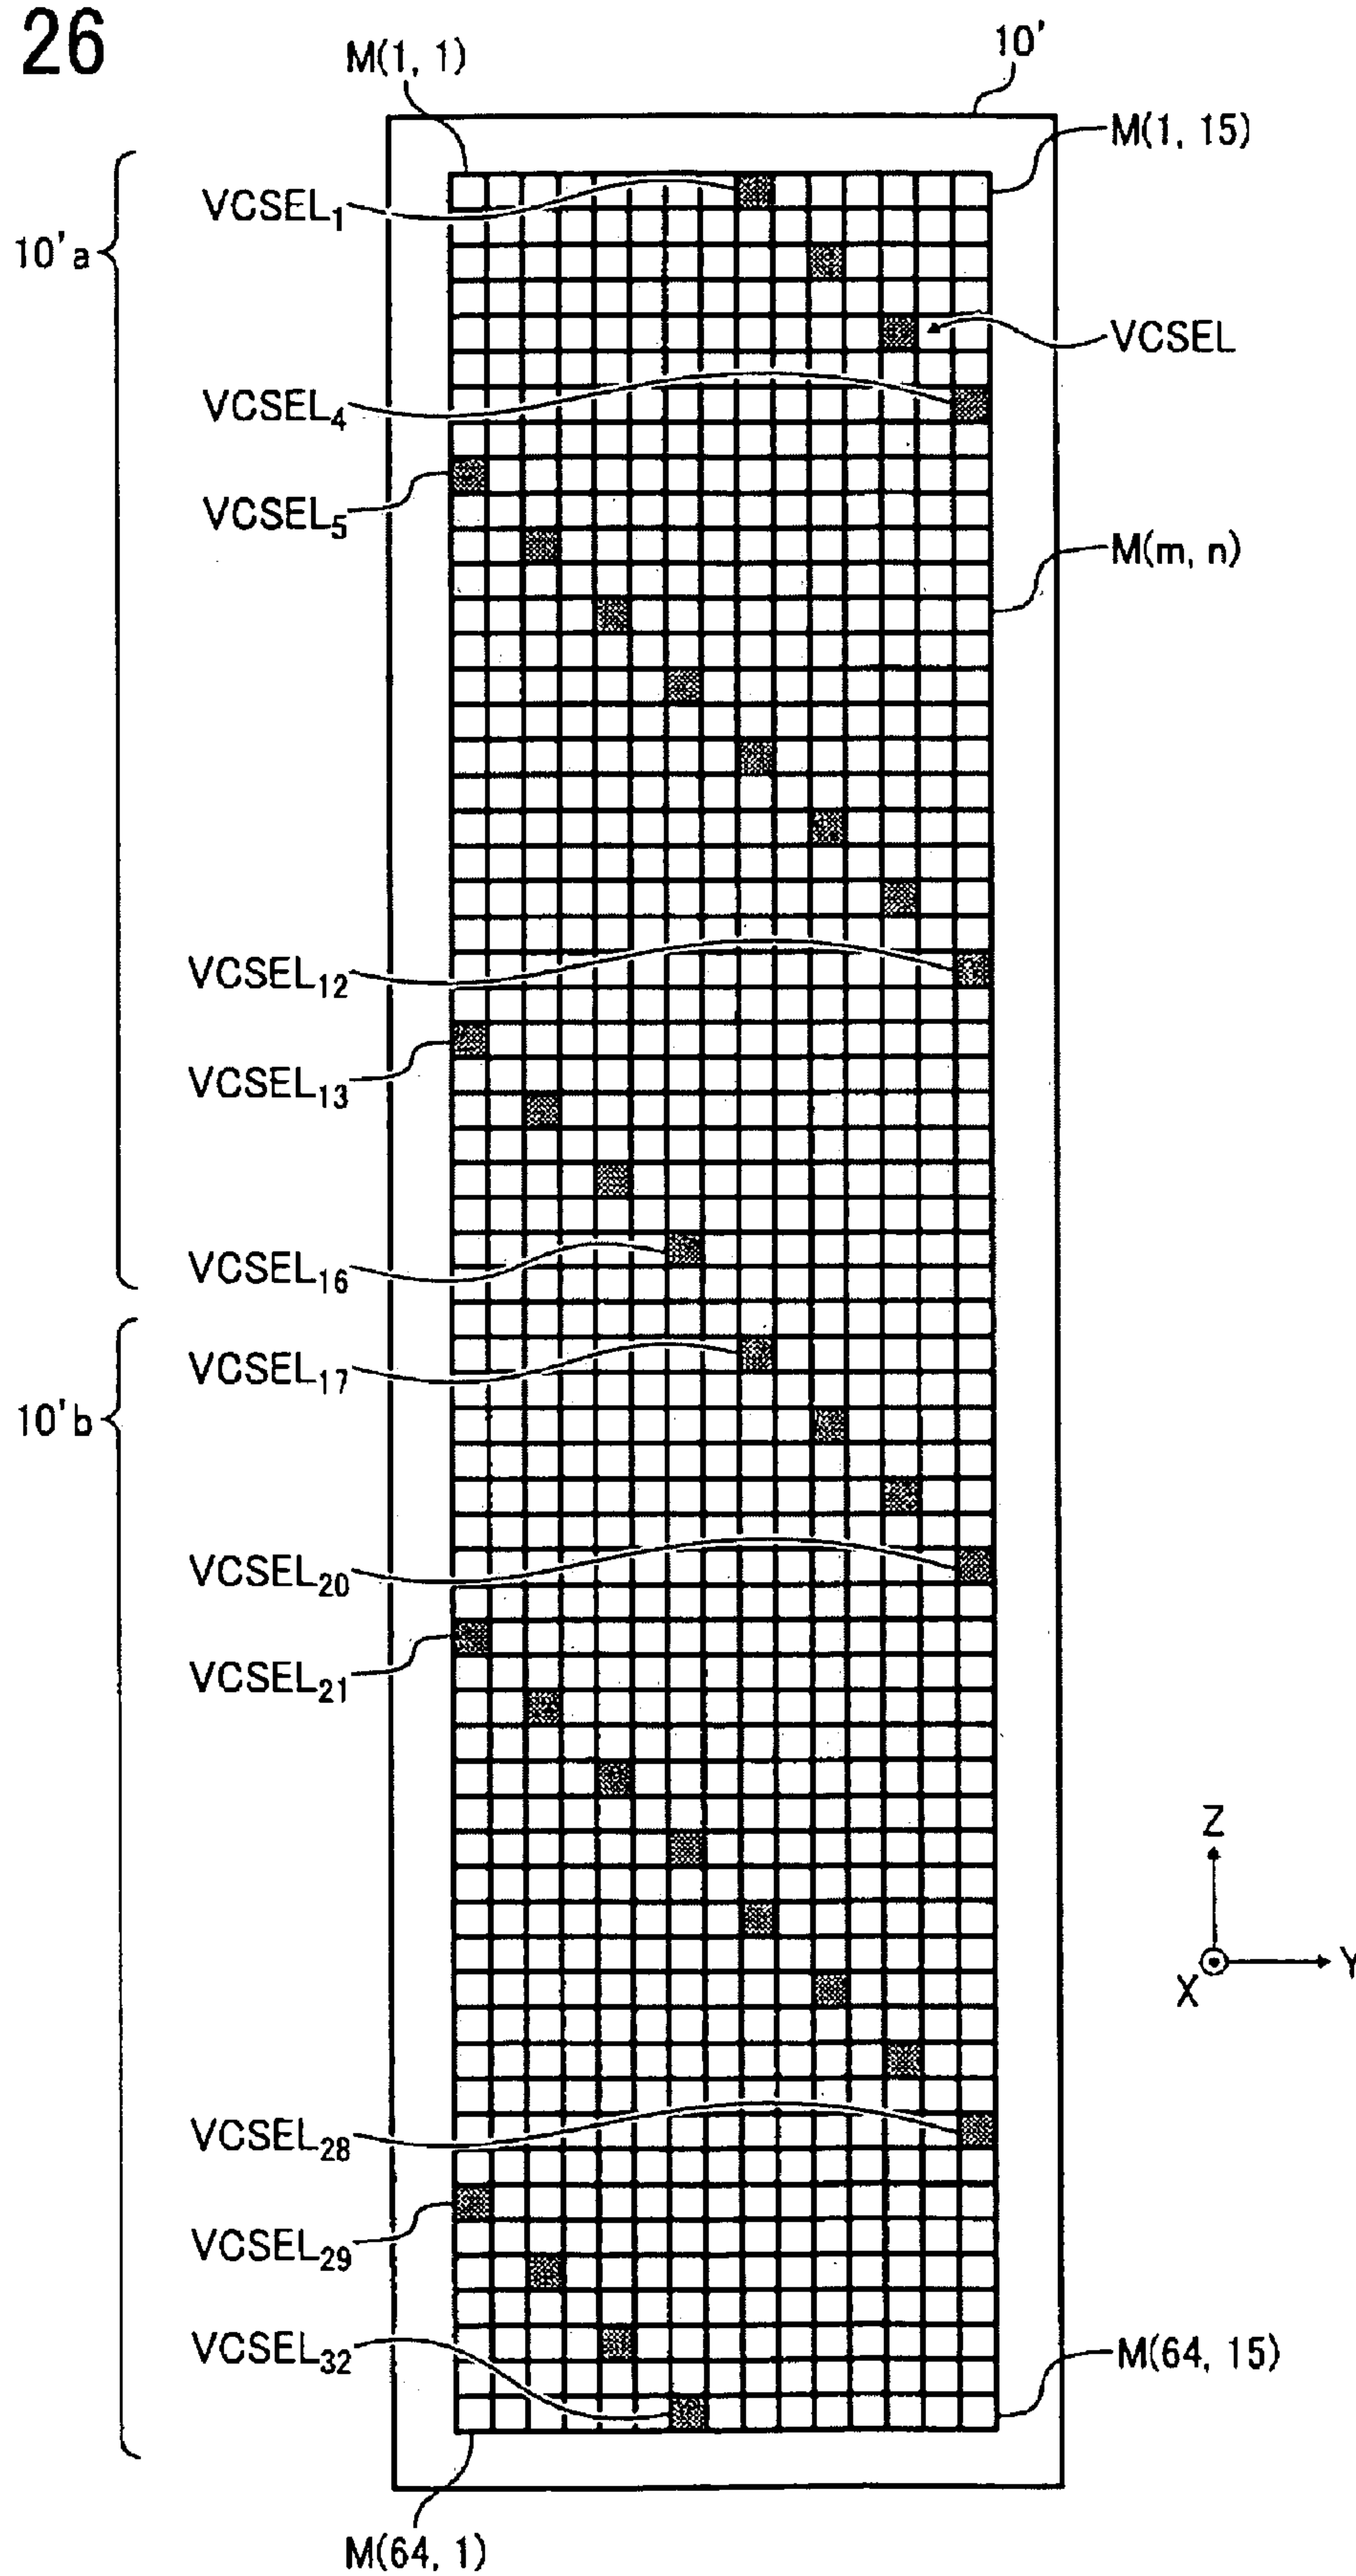 26
M(1, 1)
10'
M(1, 15)
VCSEL1
10'a
VCSEL
VCSEL4
VCSEL5
M(m, n)
VCSEL12
VCSEL13
VCSEL16
VCSEL17
10'b
VCSEL20
VCSEL21
Z
X
Y
VCSEL28
VCSEL29
VCSEL32
M(64, 15)
M(64, 1)